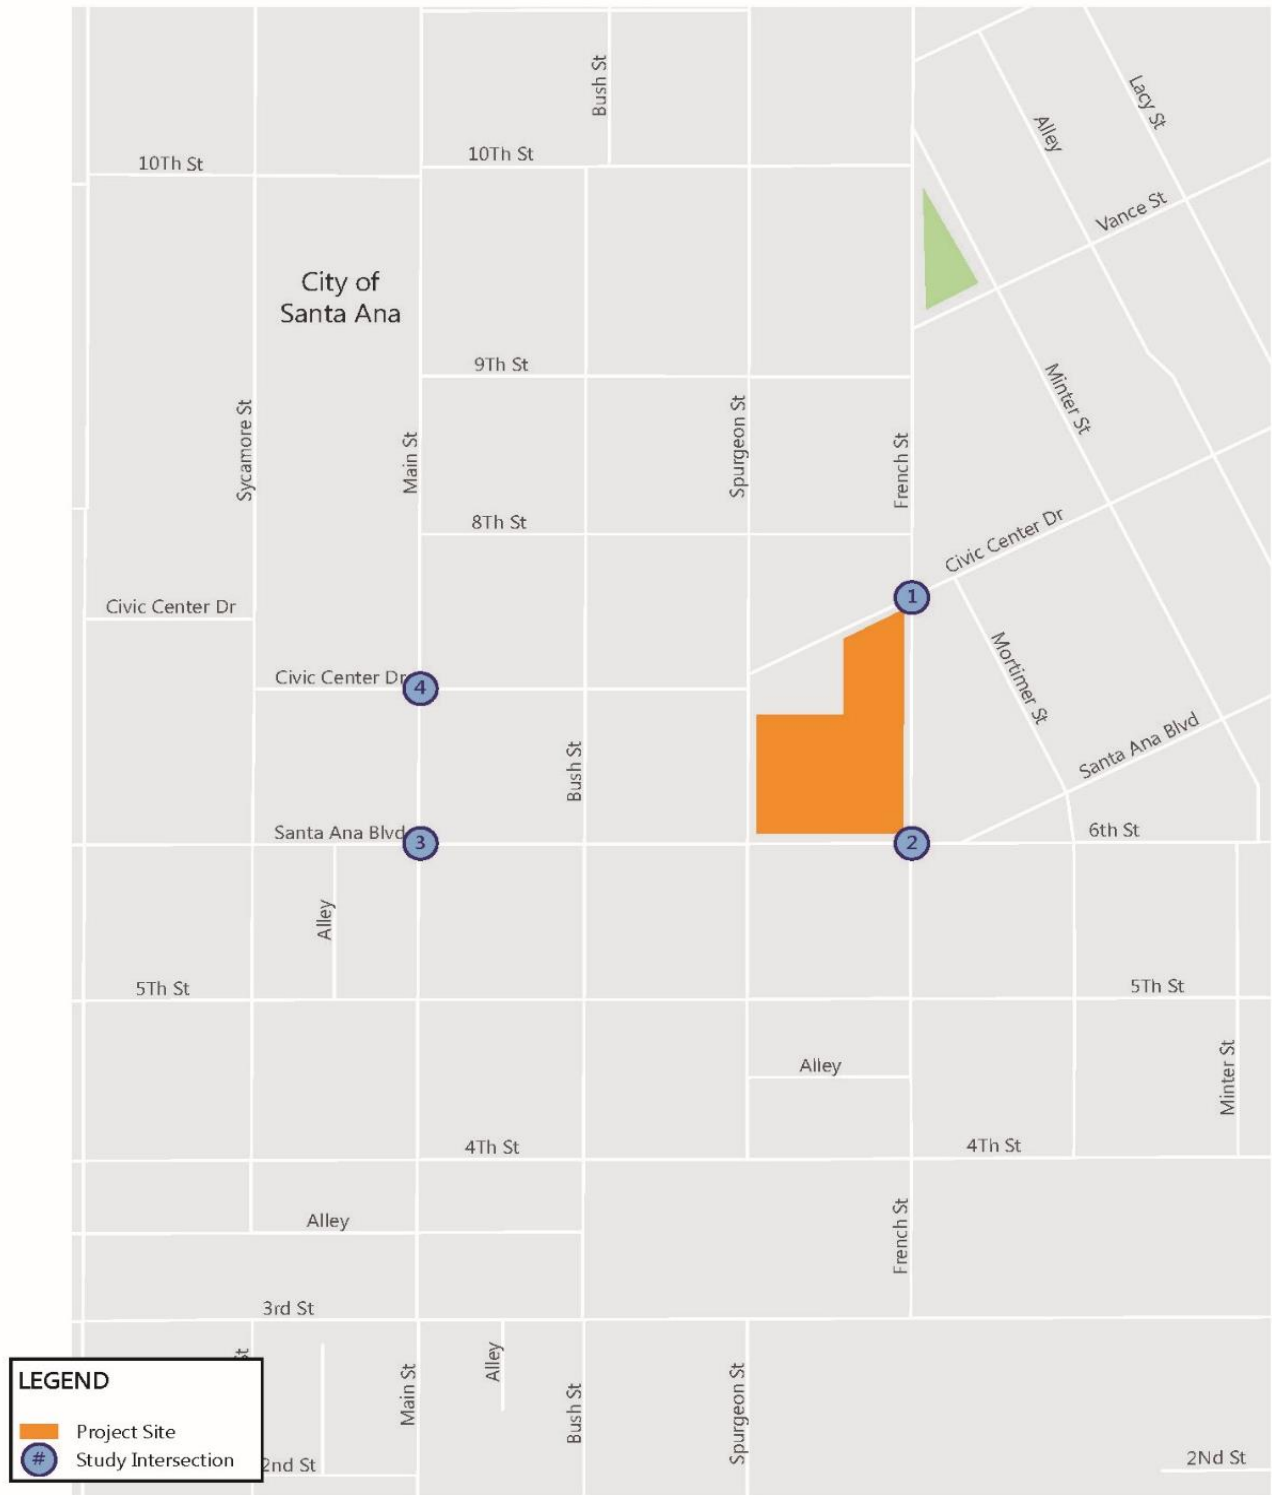 Bush St
Lacy St
Alley
10Th St
10Th St
Vance St
City of
Santa Ana
9Th St
Minter St
Sycamore St
Main St
Spurgeon St
French St
8Th St
Civic Center Dr
1
Civic Center Dr
Mortimer St
Civic Center Dr
4
Santa Ana Blvd
Bush St
Santa Ana Blvd
3
2
6th St
Alley
5Th St
5Th St
Alley
Minter St
4Th St
4Th St
Alley
French St
3rd St
St
Alley
Main St
Bush St
Spurgeon St
LEGEND
Project Site
# Study Intersection
2nd St
2Nd St